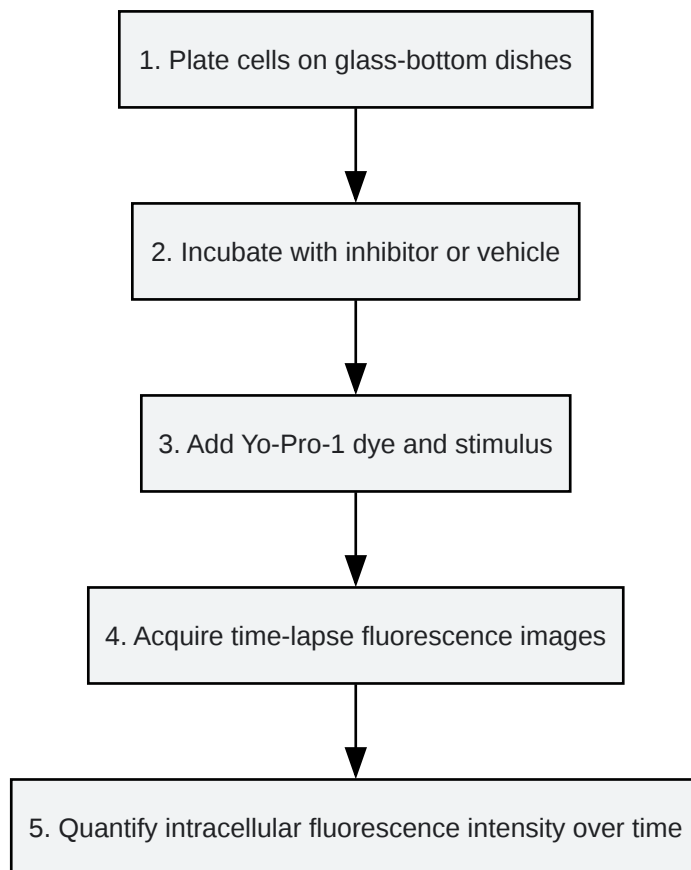 1. Plate cells on glass-bottom dishes
2. Incubate with inhibitor or vehicle
3. Add Yo-Pro-1 dye and stimulus
4. Acquire time-lapse fluorescence images
5. Quantify intracellular fluorescence intensity over time